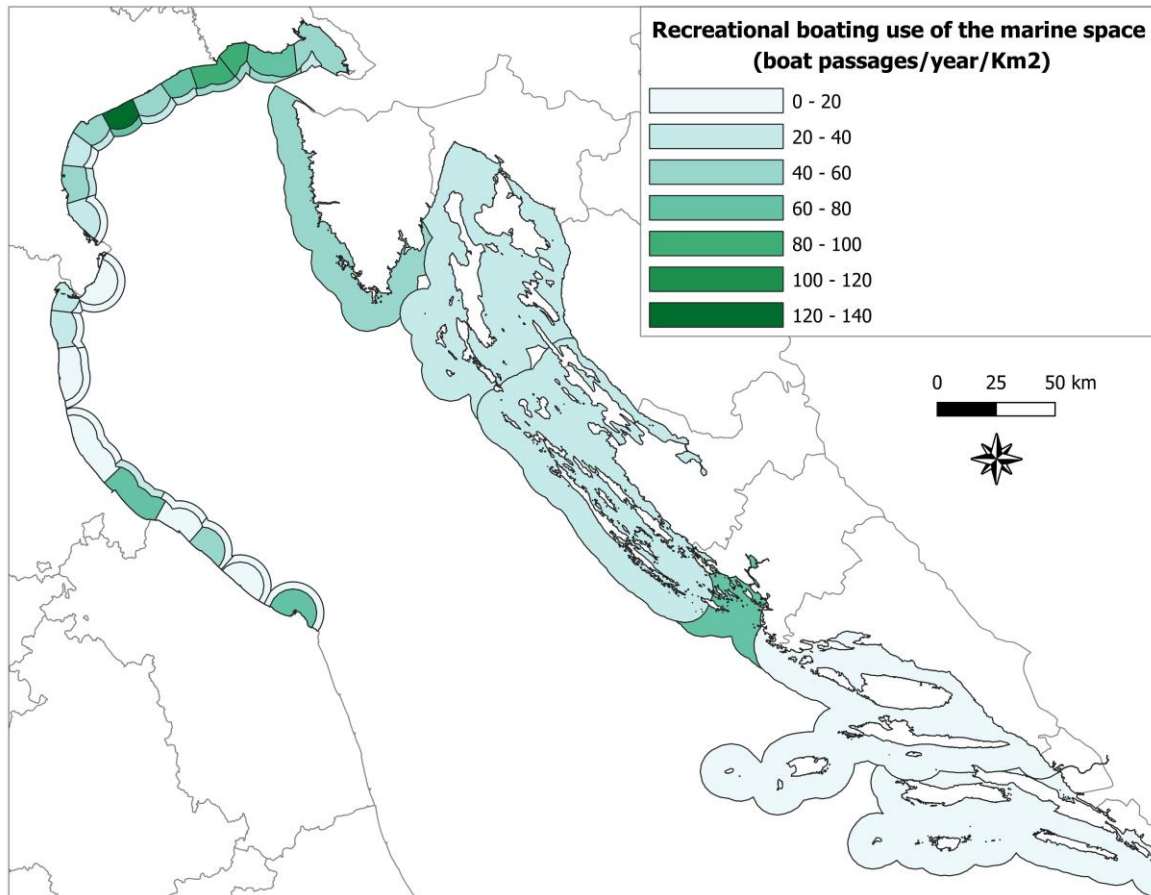 Recreational boating use of the marine space
(boat passages/year/Km2)
0 - 20
20 - 40
40 - 60
60 - 80
80 - 100
100 - 120
120 - 140
0 25 50 km